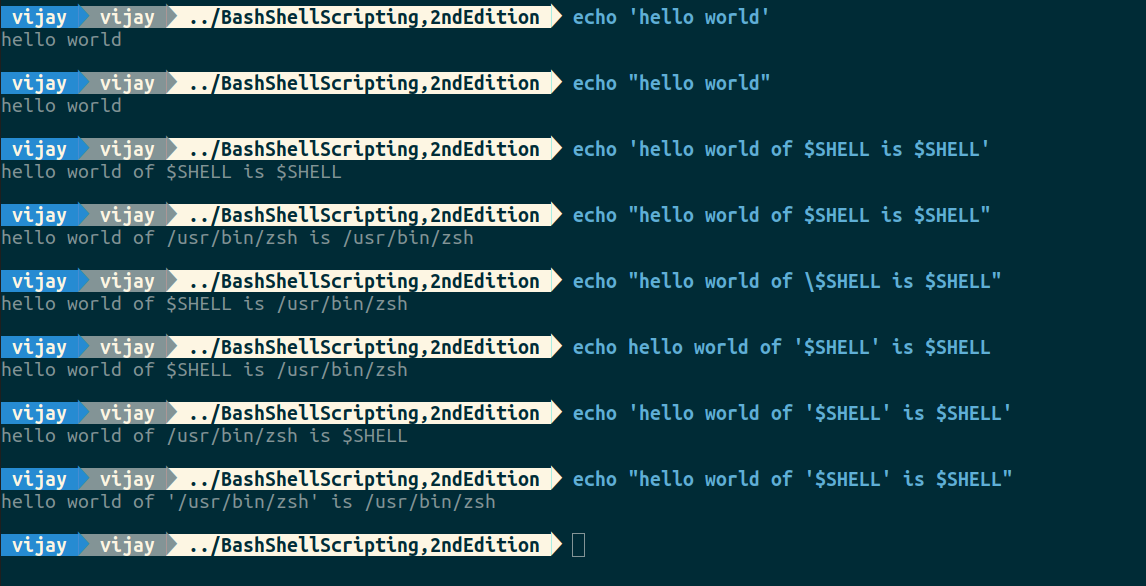 vijay vijay ../BashShellScripting,2ndEdition echo 'hello world'
hello world
vijay vijay ../BashShellScripting,2ndEdition echo "hello world"
hello world
vijay vijay ../BashShellScripting,2ndEdition echo 'hello world of $SHELL is $SHELL'
hello world of $SHELL is $SHELL
vijay vijay ../BashShellScripting,2ndEdition echo "hello world of $SHELL is $SHELL"
hello world of /usr/bin/zsh is /usr/bin/zsh
vijay vijay ../BashShellScripting,2ndEdition echo "hello world of \$SHELL is $SHELL"
hello world of $SHELL is /usr/bin/zsh
vijay vijay ../BashShellScripting,2ndEdition echo hello world of '$SHELL' is $SHELL
hello world of $SHELL is /usr/bin/zsh
vijay vijay ../BashShellScripting,2ndEdition echo 'hello world of '$SHELL' is $SHELL'
hello world of /usr/bin/zsh is $SHELL
vijay vijay ../BashShellScripting,2ndEdition echo "hello world of '$SHELL' is $SHELL"
hello world of '/usr/bin/zsh' is /usr/bin/zsh
vijay vijay ../BashShellScripting,2ndEdition